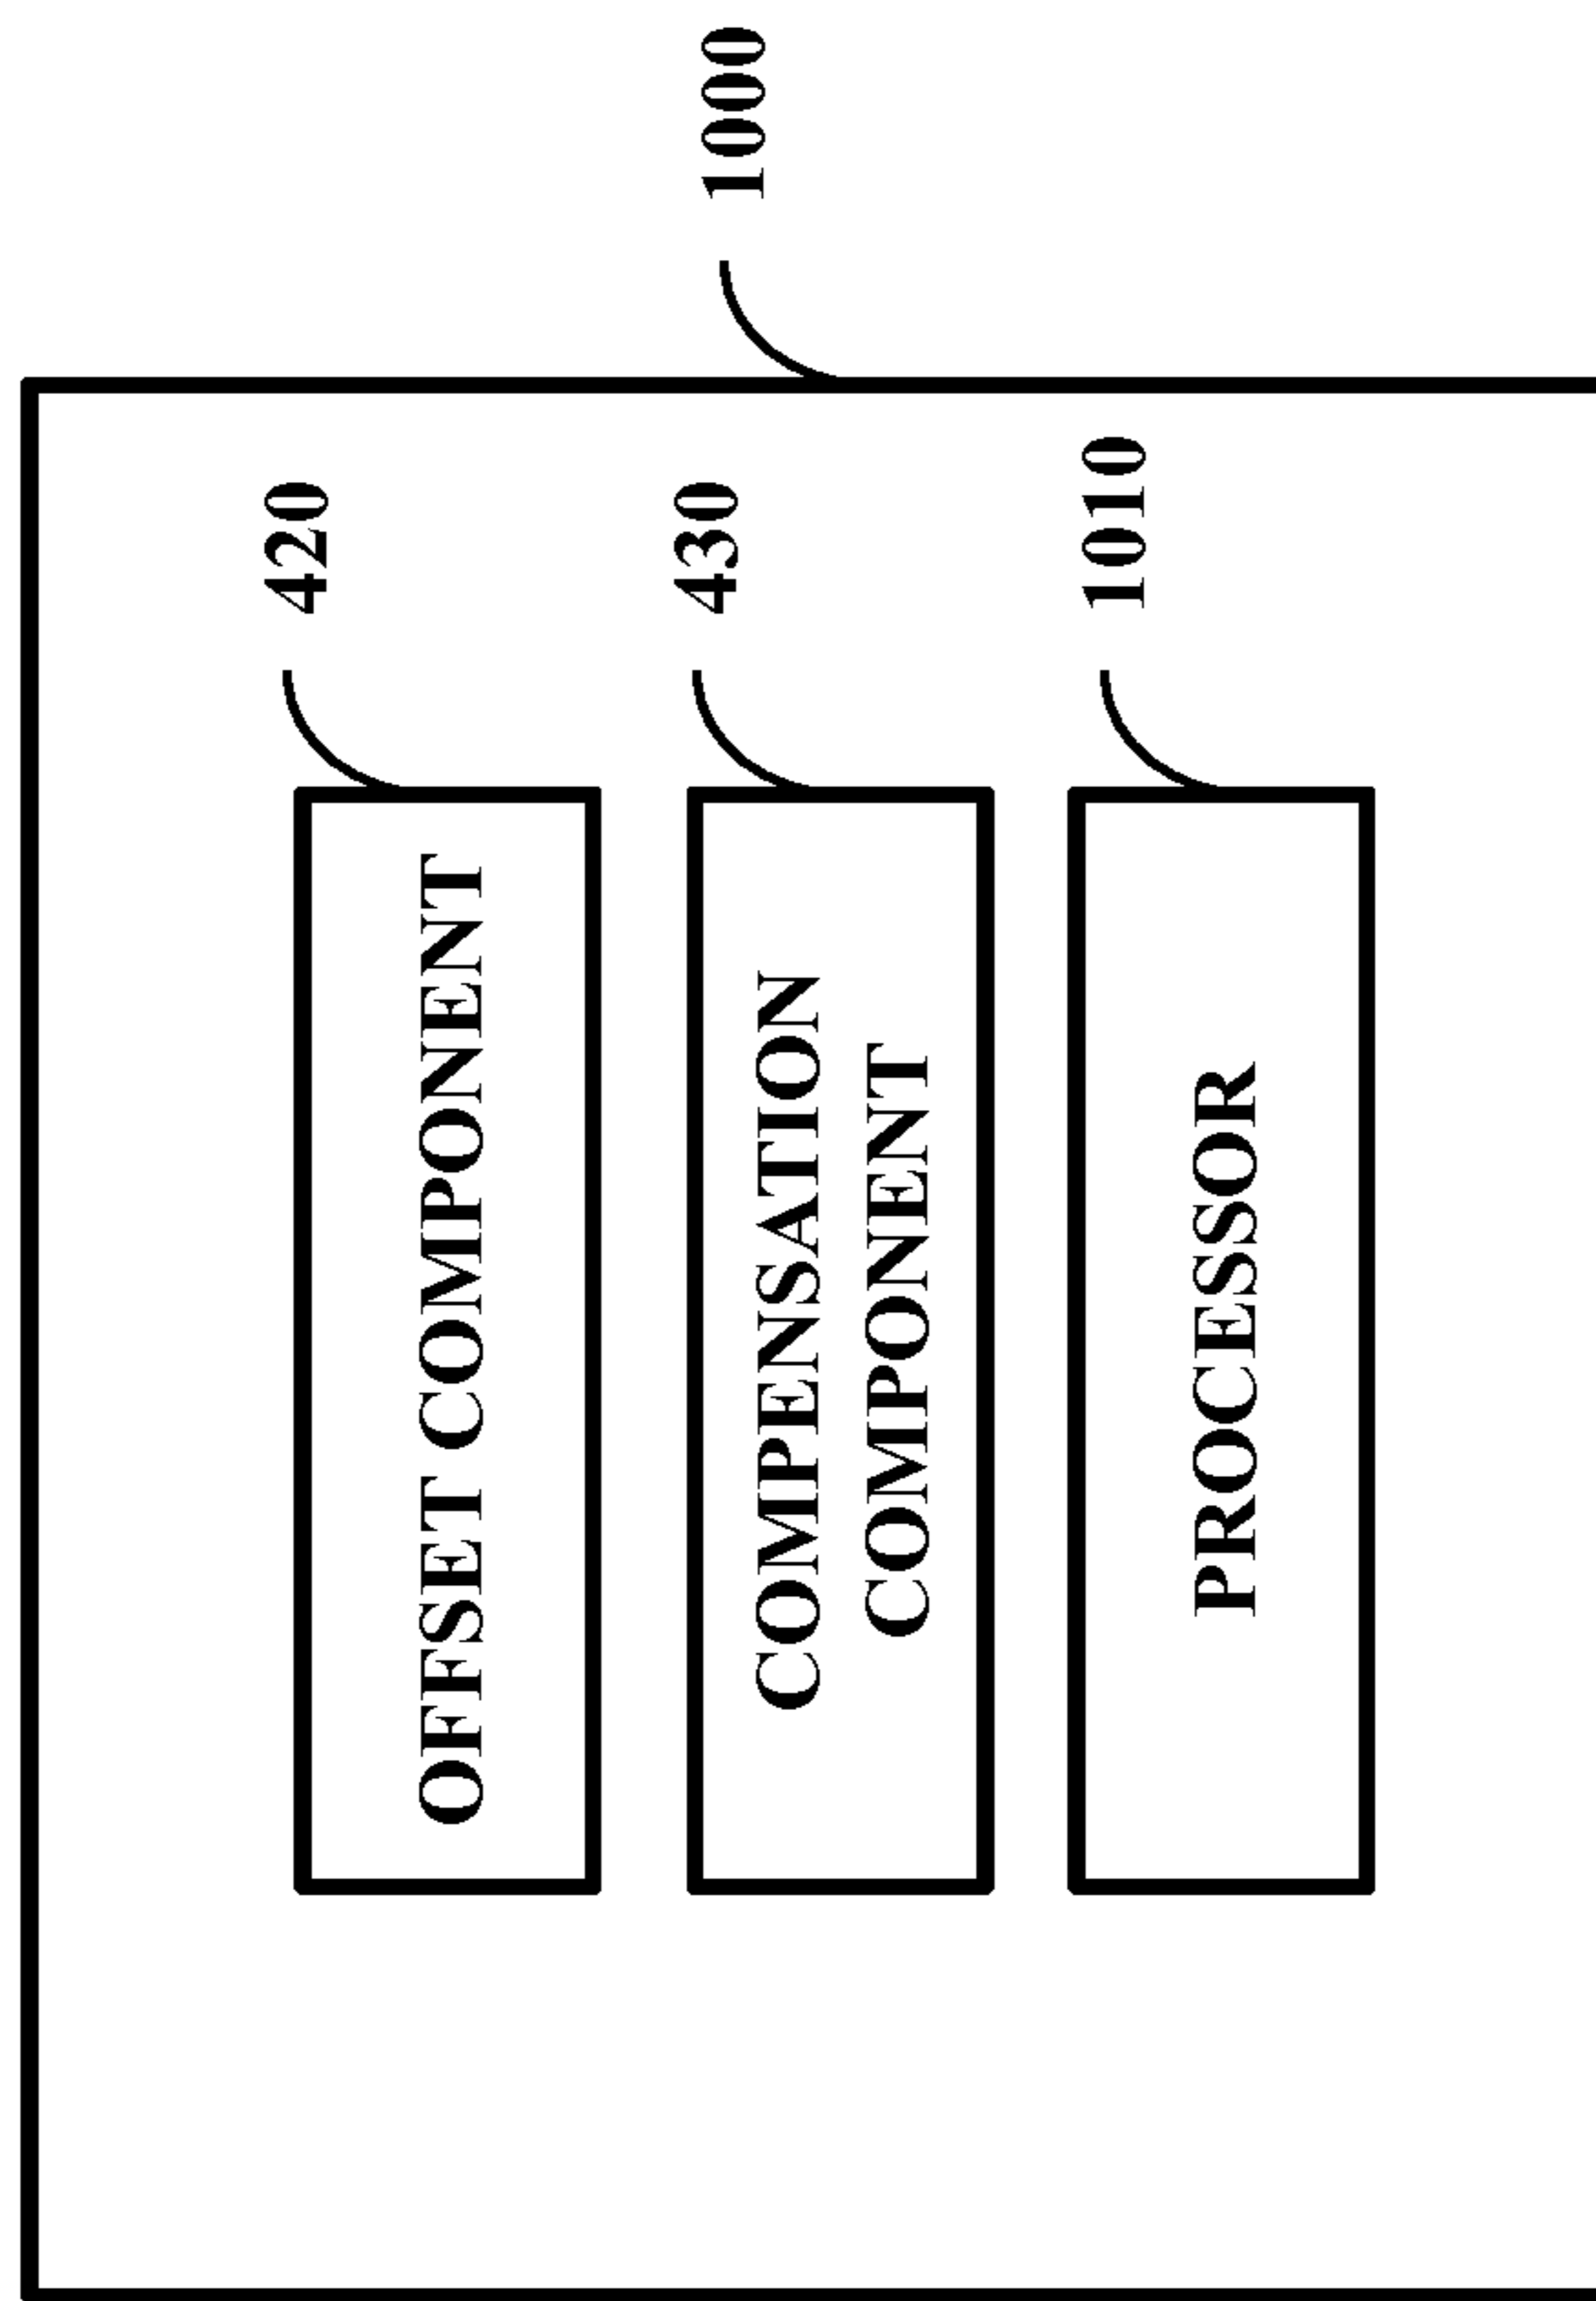 1000
420
OFFSET COMPONENT
430
COMPENSATION
COMPONENT
1010
PROCESSOR